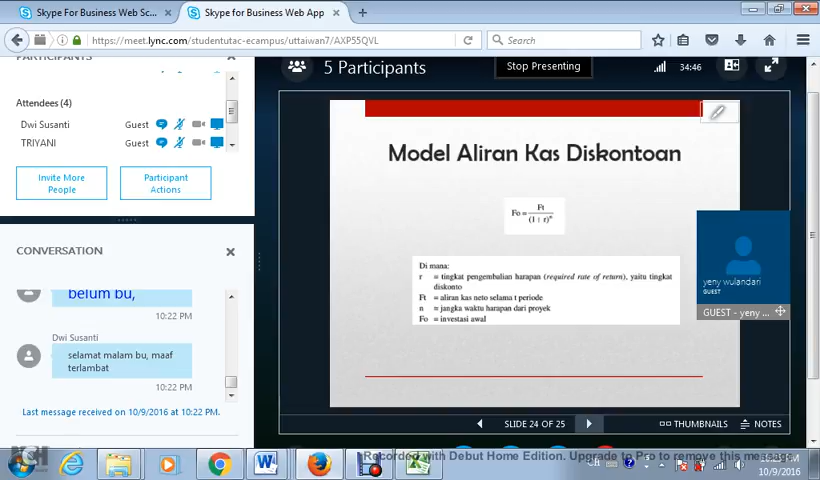 Skype For Business Web Sc...
Skype for Business Web App
https://meet.lync.com/studentutac-ecampus/uttaiwan7/AXP55QVL
Search
PARTICIPANTS
5 Participants
Stop Presenting
34:46
Attendees (4)
Dwi Susanti
Guest
TRIYANI
Guest
Invite More
People
Participant
Actions
CONVERSATION
belum bu,
10:22 PM
Dwi Susanti
selamat malam bu, maaf
terlambat
10:22 PM
Last message received on 10/9/2016 at 10:22 PM.
Model Aliran Kas Diskontoan
Fo = Ft / (1 + r)ⁿ
Di mana:
r = tingkat pengembalian harapan (required rate of return), yaitu tingkat
diskonto
Ft = aliran kas neto selama t periode
n = jangka waktu harapan dari proyek
Fo = investasi awal
yeny wulandari
GUEST
GUEST - yeny ...
SLIDE 24 OF 25
THUMBNAILS
NOTES
Recorded with Debut Home Edition. Upgrade to Pro to remove this message.
CH
10/9/2016